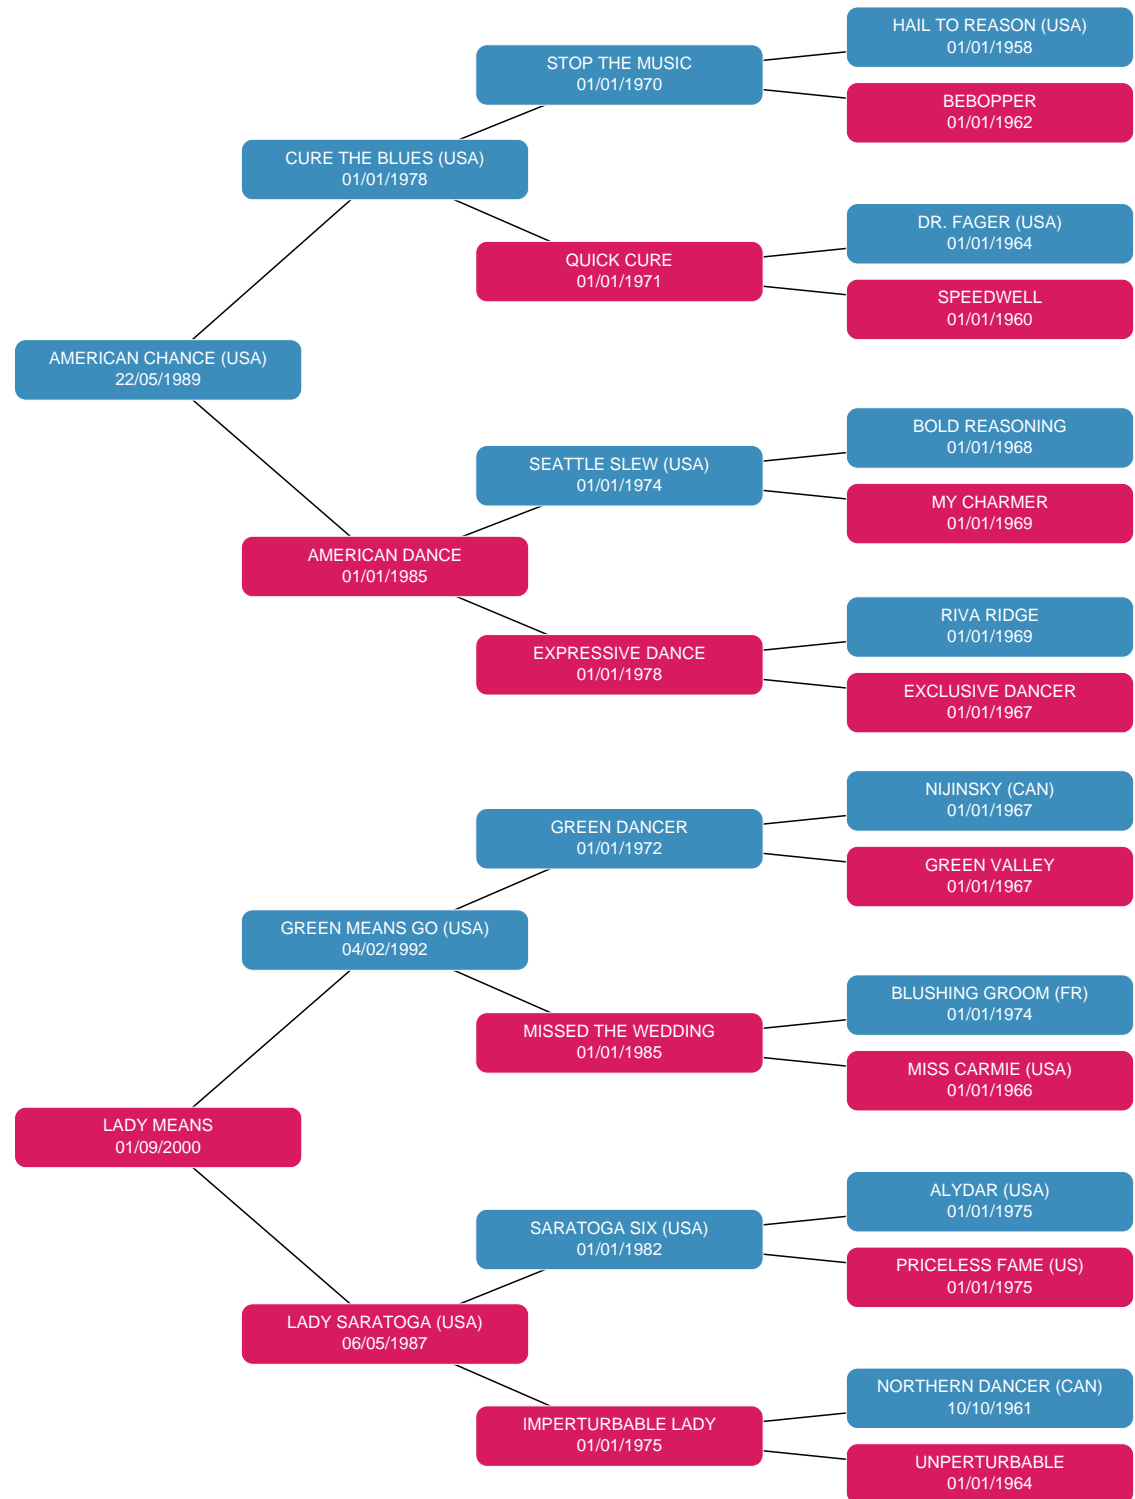 HAIL TO REASON (USA)
01/01/1958
STOP THE MUSIC
01/01/1970
BEBOPPER
01/01/1962
CURE THE BLUES (USA)
01/01/1978
DR. FAGER (USA)
01/01/1964
QUICK CURE
01/01/1971
SPEEDWELL
01/01/1960
AMERICAN CHANCE (USA)
22/05/1989
BOLD REASONING
01/01/1968
SEATTLE SLEW (USA)
01/01/1974
MY CHARMER
01/01/1969
AMERICAN DANCE
01/01/1985
RIVA RIDGE
01/01/1969
EXPRESSIVE DANCE
01/01/1978
EXCLUSIVE DANCER
01/01/1967
NIJINSKY (CAN)
01/01/1967
GREEN DANCER
01/01/1972
GREEN VALLEY
01/01/1967
GREEN MEANS GO (USA)
04/02/1992
BLUSHING GROOM (FR)
01/01/1974
MISSED THE WEDDING
01/01/1985
MISS CARMIE (USA)
01/01/1966
LADY MEANS
01/09/2000
ALYDAR (USA)
01/01/1975
SARATOGA SIX (USA)
01/01/1982
PRICELESS FAME (US)
01/01/1975
LADY SARATOGA (USA)
06/05/1987
NORTHERN DANCER (CAN)
10/10/1961
IMPERTURBABLE LADY
01/01/1975
UNPERTURBABLE
01/01/1964